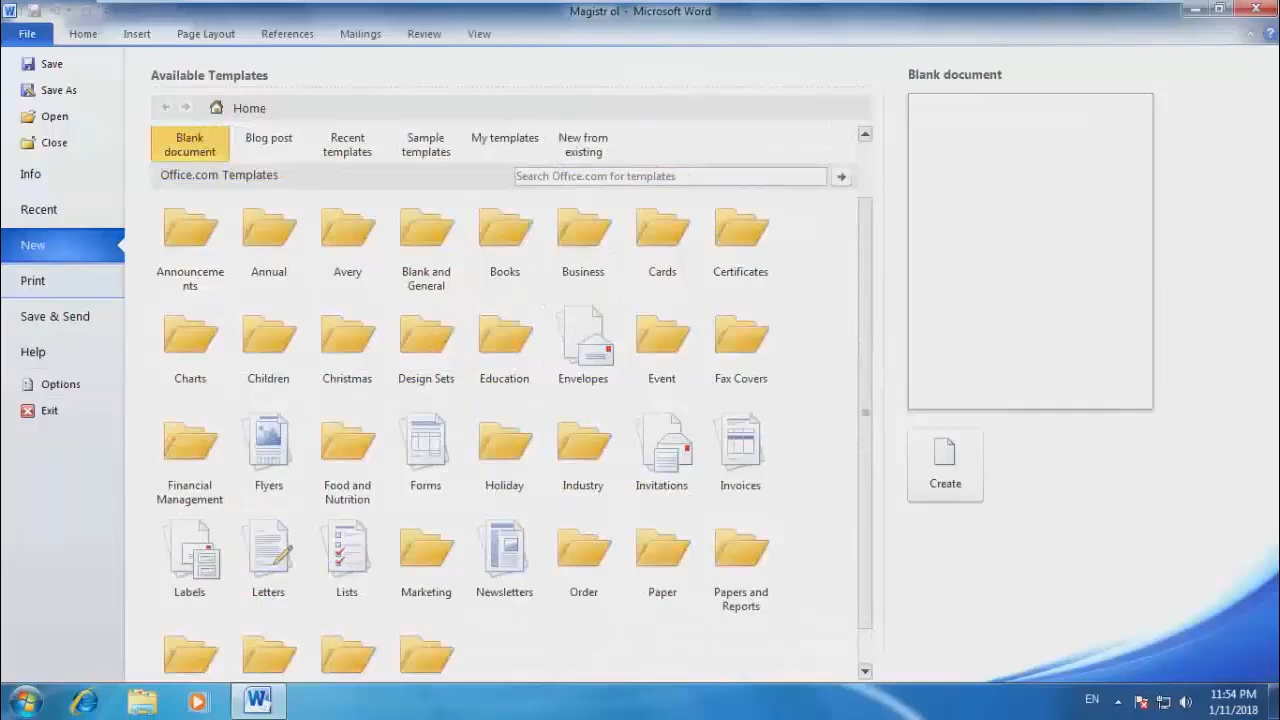 Magistr ol - Microsoft Word
File Home Insert Page Layout References Mailings Review View
Save
Save As
Open
Close
Info
Recent
New
Print
Save & Send
Help
Options
Exit
Available Templates
Home
Blank document
Blog post
Recent templates
Sample templates
My templates
New from existing
Office.com Templates
Search Office.com for templates
Announceme
nts
Annual
Avery
Blank and
General
Books
Business
Cards
Certificates
Charts
Children
Christmas
Design Sets
Education
Envelopes
Event
Fax Covers
Financial
Management
Flyers
Food and
Nutrition
Forms
Holiday
Industry
Invitations
Invoices
Labels
Letters
Lists
Marketing
Newsletters
Order
Paper
Papers and
Reports
Blank document
Create
EN
11:54 PM
1/11/2018